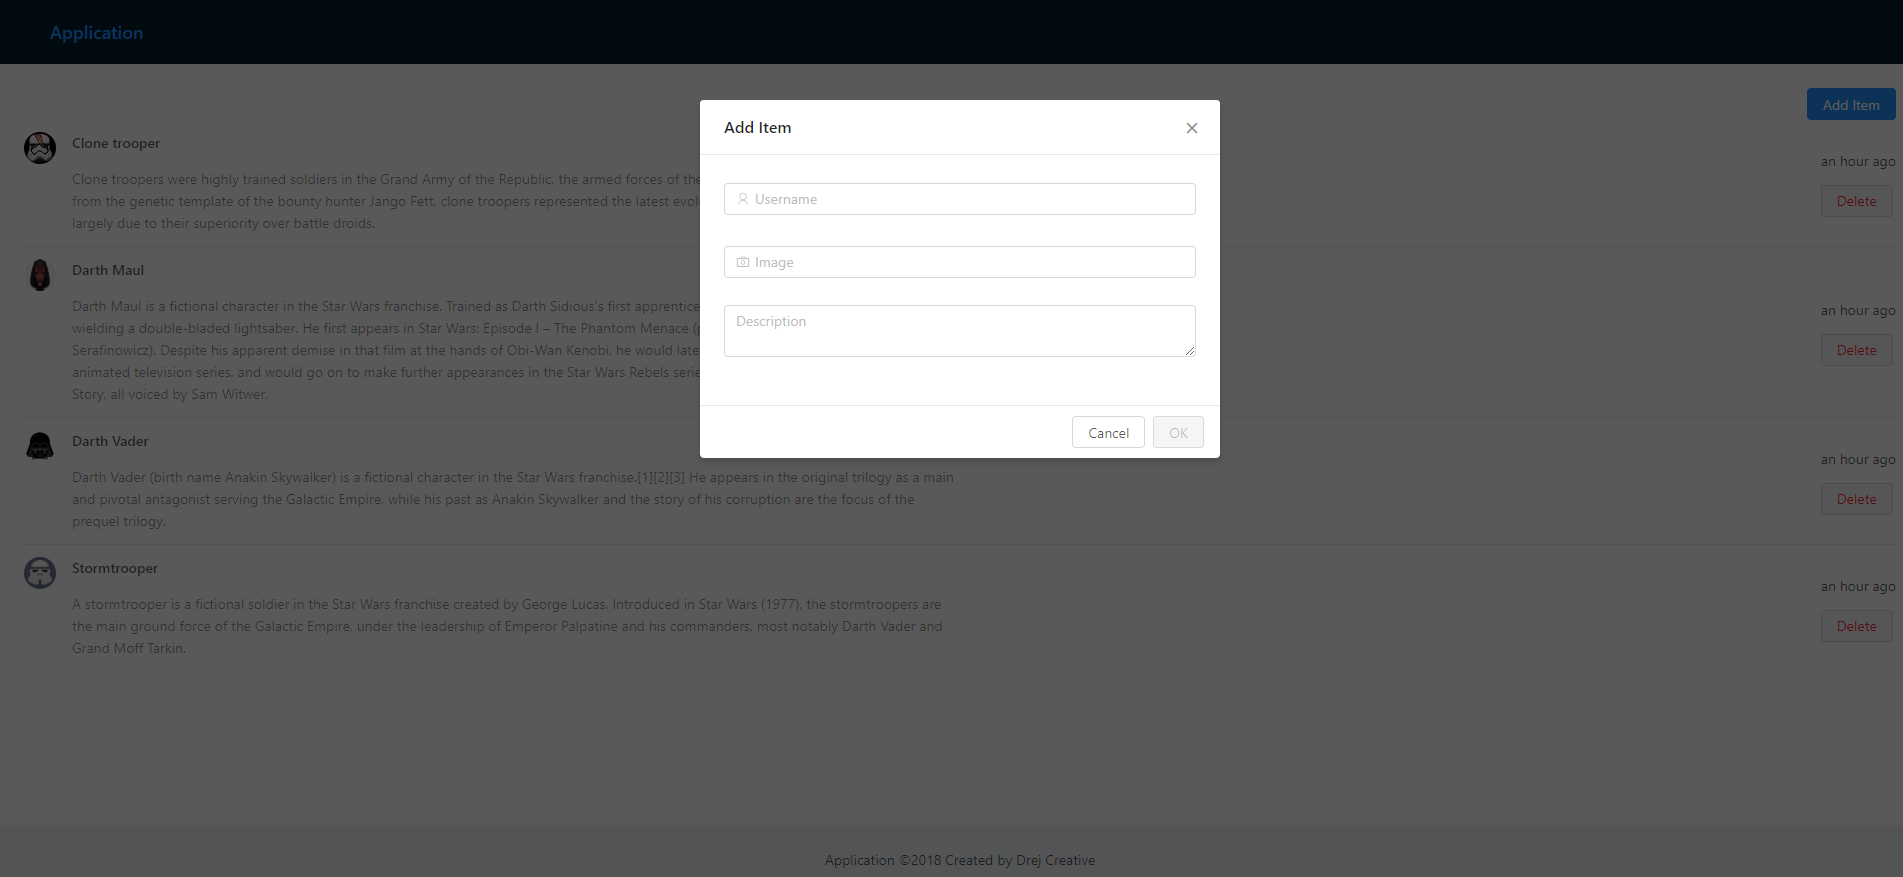 Application
Add Item
Add Item
Clone trooper
an hour ago
Clone troopers were highly trained soldiers in the Grand Army of the Republic, the armed forces of the
from the genetic template of the bounty hunter Jango Fett, clone troopers represented the latest evol
largely due to their superiority over battle droids.
Delete
Username
Image
Description
Cancel
OK
Darth Maul
Darth Maul is a fictional character in the Star Wars franchise. Trained as Darth Sidious's first apprentice
wielding a double-bladed lightsaber. He first appears in Star Wars: Episode I – The Phantom Menace (
Serafinowicz). Despite his apparent demise in that film at the hands of Obi-Wan Kenobi, he would late
animated television series, and would go on to make further appearances in the Star Wars Rebels serie
Story, all voiced by Sam Witwer.
an hour ago
Delete
Darth Vader
Darth Vader (birth name Anakin Skywalker) is a fictional character in the Star Wars franchise.[1][2][3] He appears in the original trilogy as a main
and pivotal antagonist serving the Galactic Empire, while his past as Anakin Skywalker and the story of his corruption are the focus of the
prequel trilogy.
an hour ago
Delete
Stormtrooper
A stormtrooper is a fictional soldier in the Star Wars franchise created by George Lucas. Introduced in Star Wars (1977), the stormtroopers are
the main ground force of the Galactic Empire, under the leadership of Emperor Palpatine and his commanders, most notably Darth Vader and
Grand Moff Tarkin.
an hour ago
Delete
Application ©2018 Created by Drej Creative